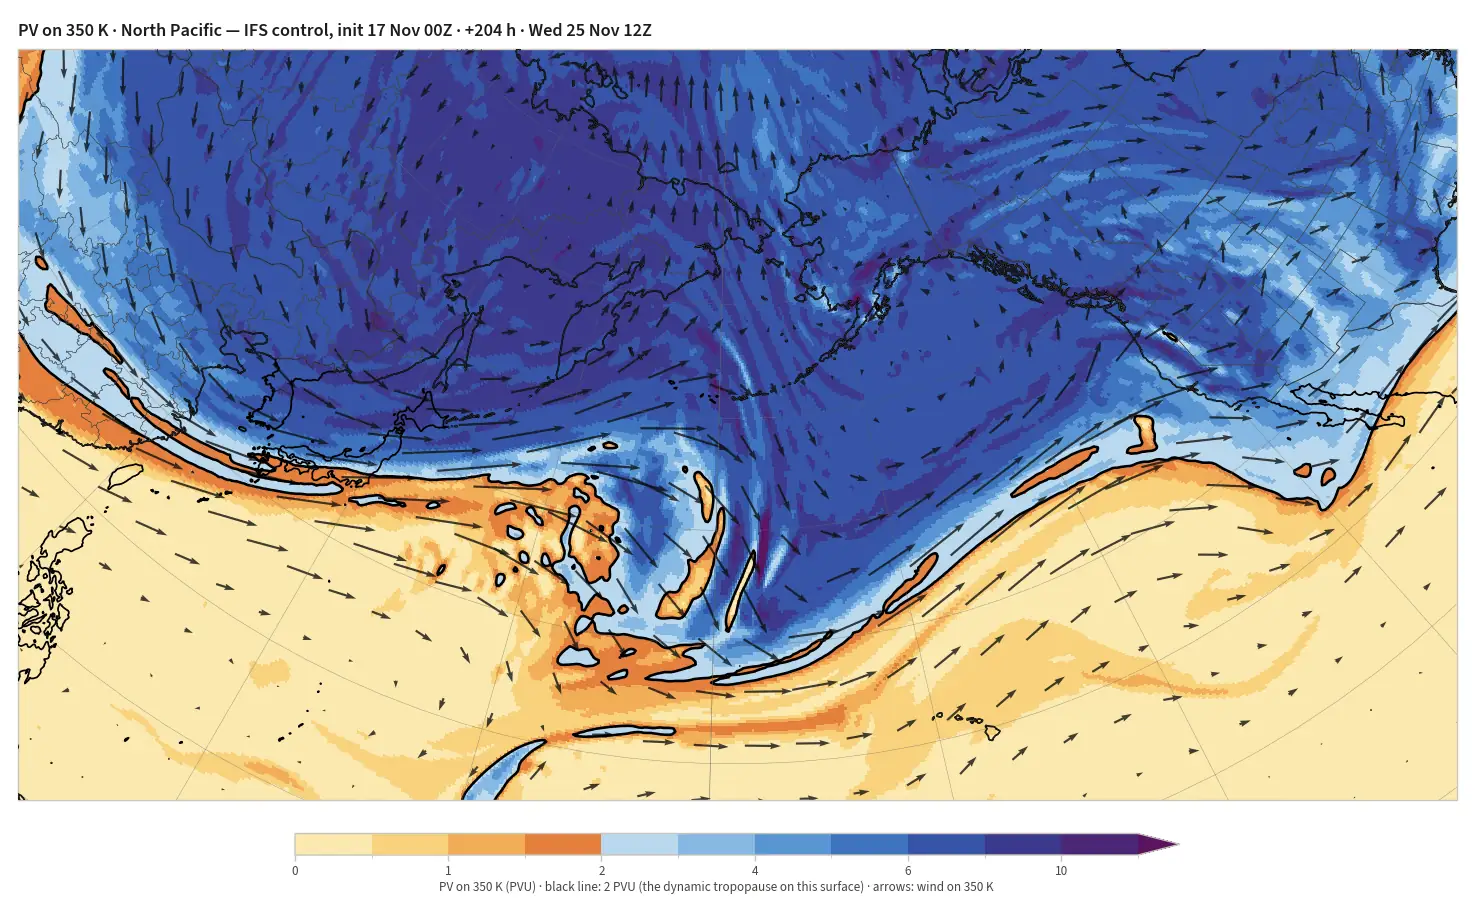 PV on 350 K · North Pacific — IFS control, init 17 Nov 00Z · +204 h · Wed 25 Nov 12Z
0 1 2 4 6 10
PV on 350 K (PVU) · black line: 2 PVU (the dynamic tropopause on this surface) · arrows: wind on 350 K